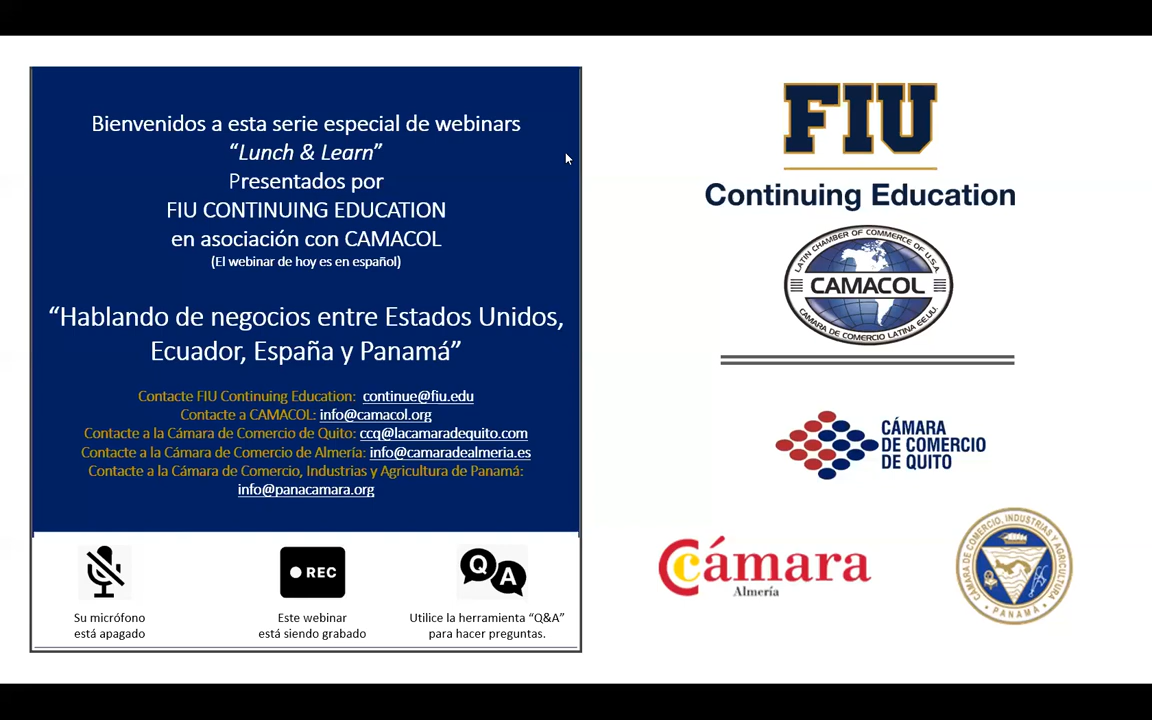 Bienvenidos a esta serie especial de webinars
“Lunch & Learn”
Presentados por
FIU CONTINUING EDUCATION
en asociación con CAMACOL
(El webinar de hoy es en español)
“Hablando de negocios entre Estados Unidos,
Ecuador, España y Panamá”
Contacte FIU Continuing Education: continue@fiu.edu
Contacte a CAMACOL: info@camacol.org
Contacte a la Cámara de Comercio de Quito: ccq@lacamaradequito.com
Contacte a la Cámara de Comercio de Almería: info@camaradealmeria.es
Contacte a la Cámara de Comercio, Industrias y Agricultura de Panamá:
info@panacamara.org
REC
Q A
Su micrófono
está apagado
Este webinar
está siendo grabado
Utilice la herramienta “Q&A”
para hacer preguntas.
FIU
Continuing Education
LATIN CHAMBER OF COMMERCE OF U.S.A.
CAMACOL
CAMARA DE COMERCIO LATINA EE.UU.
CÁMARA
DE COMERCIO
DE QUITO
Cámara
Almería
CAMARA DE COMERCIO, INDUSTRIAS Y AGRICULTURA
• PANAMA •